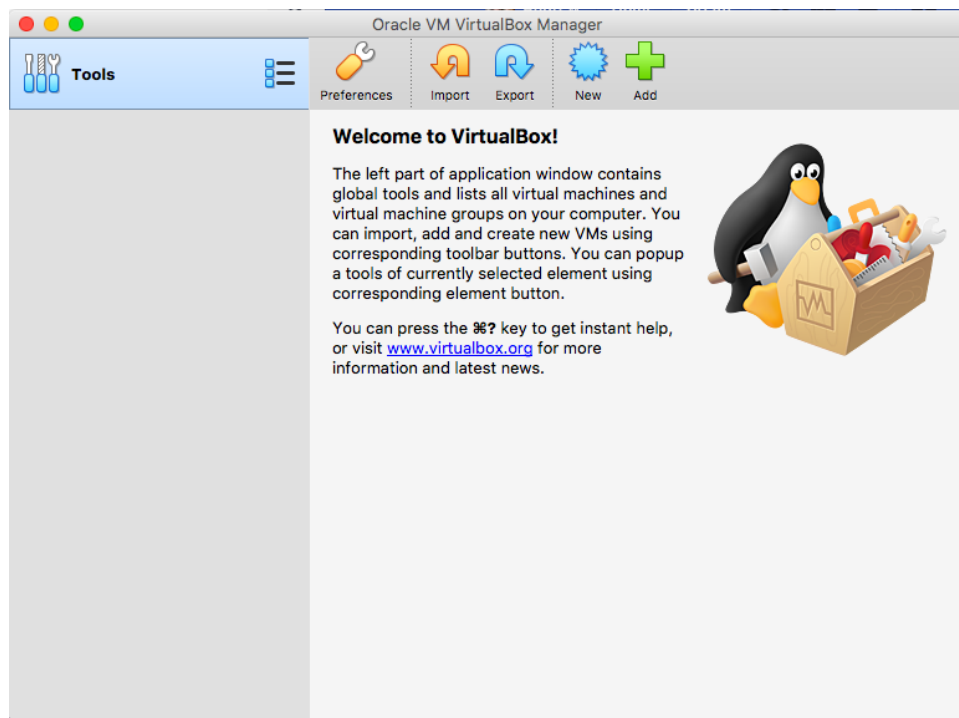 Oracle VM VirtualBox Manager
Tools
Preferences
Import
Export
New
Add
Welcome to VirtualBox!
The left part of application window contains
global tools and lists all virtual machines and
virtual machine groups on your computer. You
can import, add and create new VMs using
corresponding toolbar buttons. You can popup
a tools of currently selected element using
corresponding element button.
You can press the ⌘? key to get instant help,
or visit www.virtualbox.org for more
information and latest news.